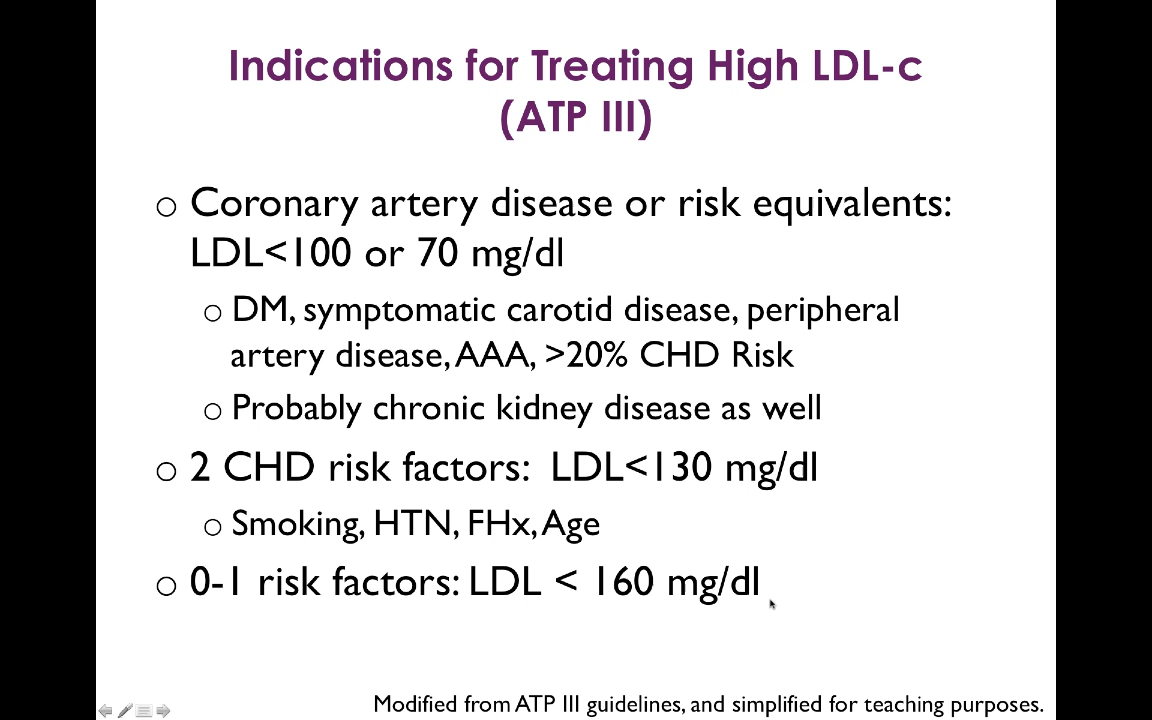 Indications for Treating High LDL-c
(ATP III)
Coronary artery disease or risk equivalents:
LDL<100 or 70 mg/dl
DM, symptomatic carotid disease, peripheral
artery disease, AAA, >20% CHD Risk
Probably chronic kidney disease as well
2 CHD risk factors: LDL<130 mg/dl
Smoking, HTN, FHx, Age
0-1 risk factors: LDL < 160 mg/dl
Modified from ATP III guidelines, and simplified for teaching purposes.